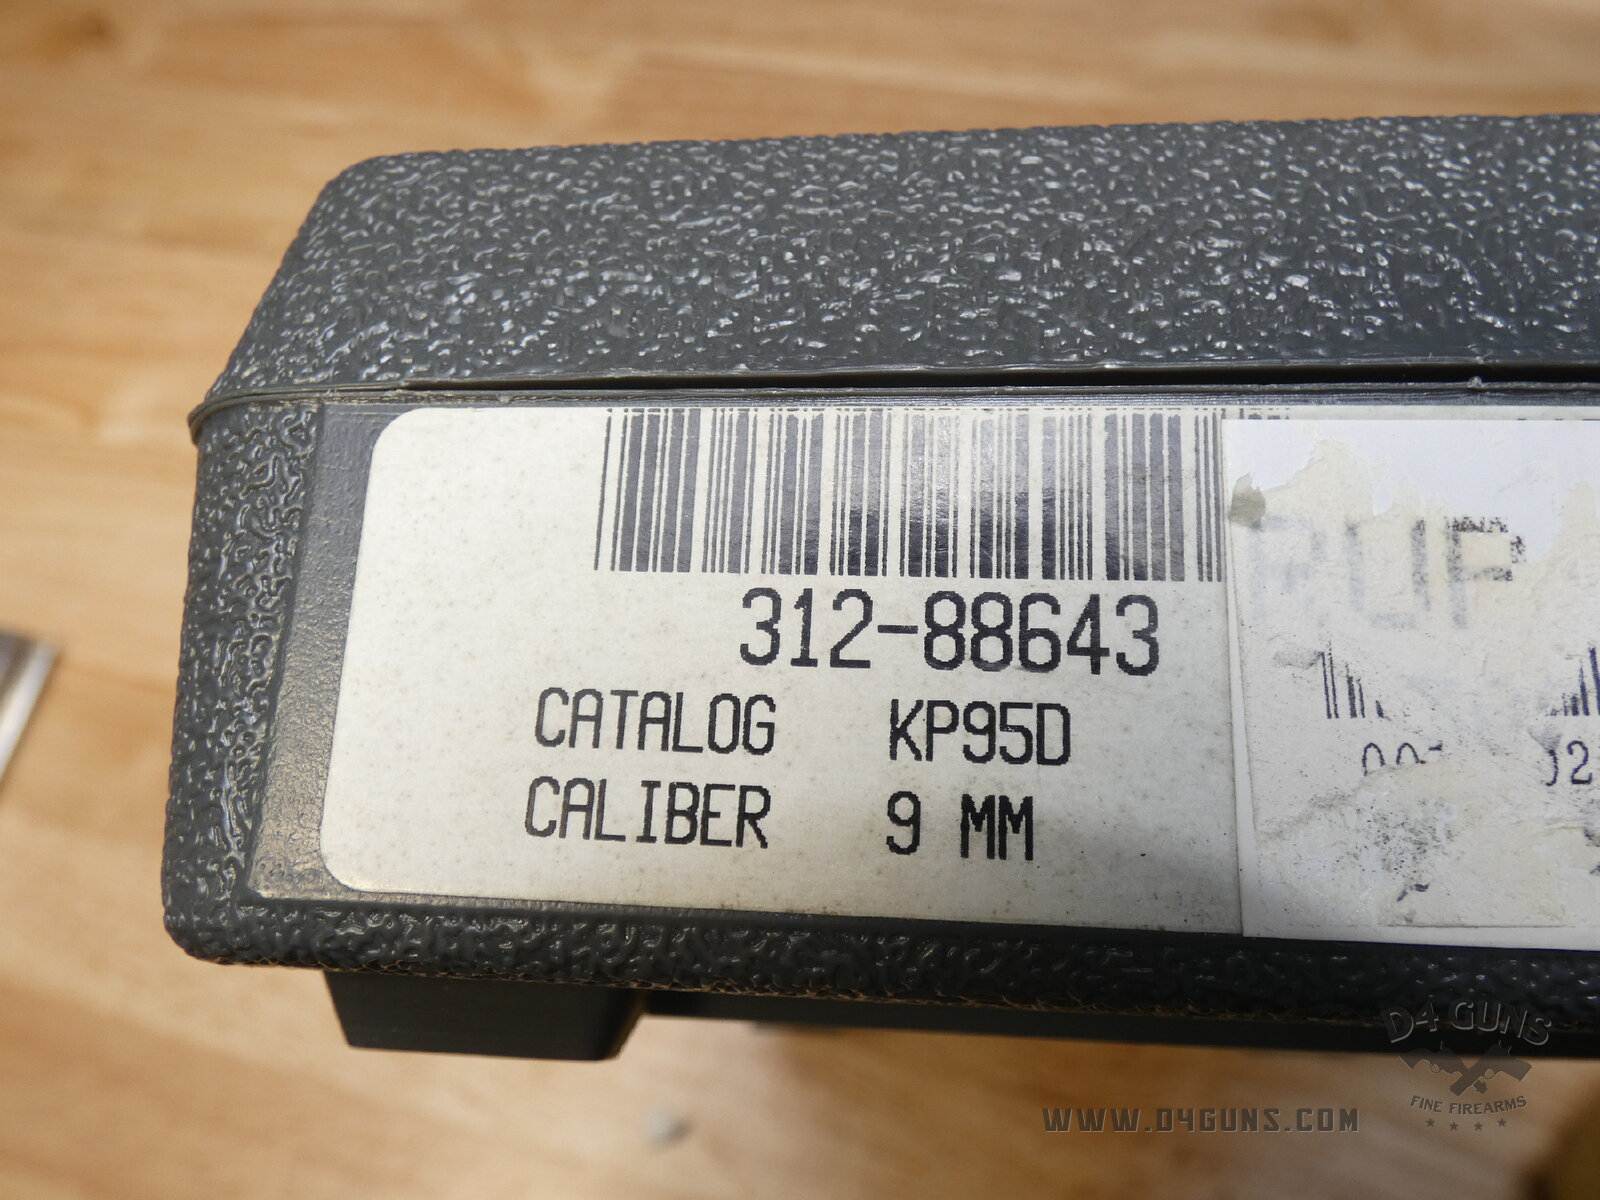 312-88643
CATALOG KP95D
CALIBER 9 MM
D4 GUNS
FINE FIREARMS
WWW.D4GUNS.COM